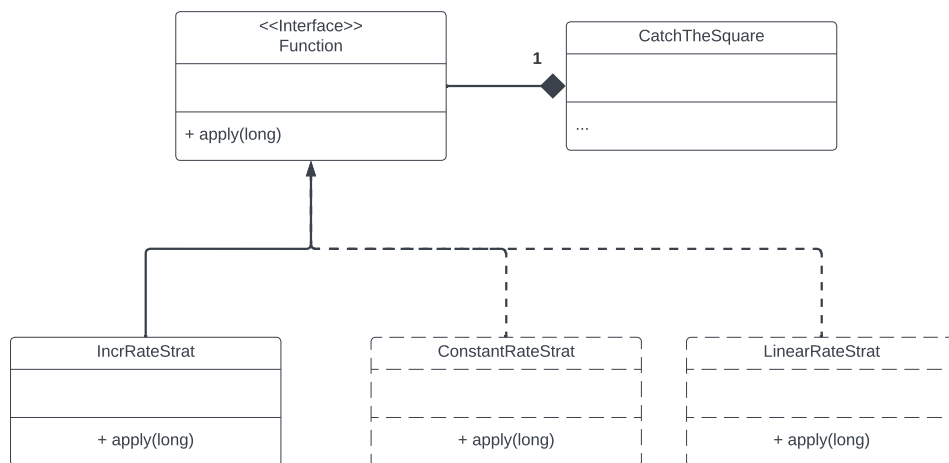 <<Interface>>
Function
+ apply(long)
1
CatchTheSquare
...
IncrRateStrat
+ apply(long)
ConstantRateStrat
+ apply(long)
LinearRateStrat
+ apply(long)